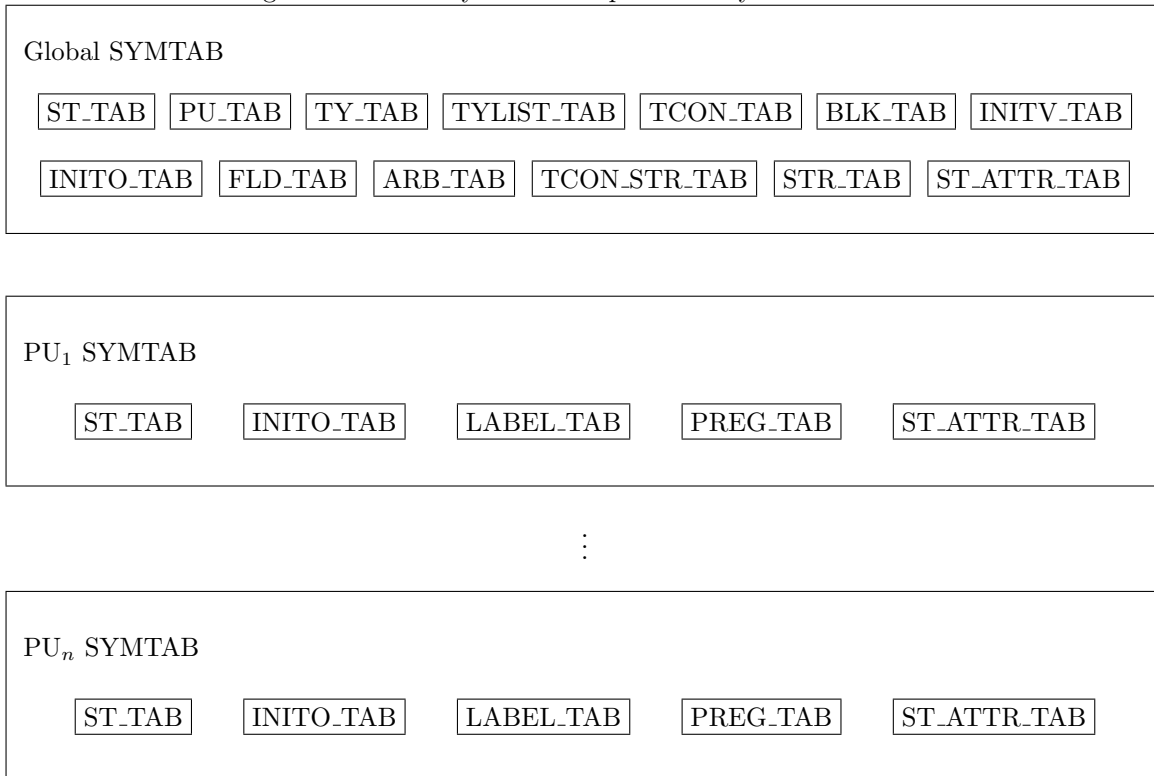 Global SYMTAB
ST_TAB PU_TAB TY_TAB TYLIST_TAB TCON_TAB BLK_TAB INITV_TAB
INITO_TAB FLD_TAB ARB_TAB TCON_STR_TAB STR_TAB ST_ATTR_TAB
PU₁ SYMTAB
ST_TAB INITO_TAB LABEL_TAB PREG_TAB ST_ATTR_TAB
⋮
PUₙ SYMTAB
ST_TAB INITO_TAB LABEL_TAB PREG_TAB ST_ATTR_TAB